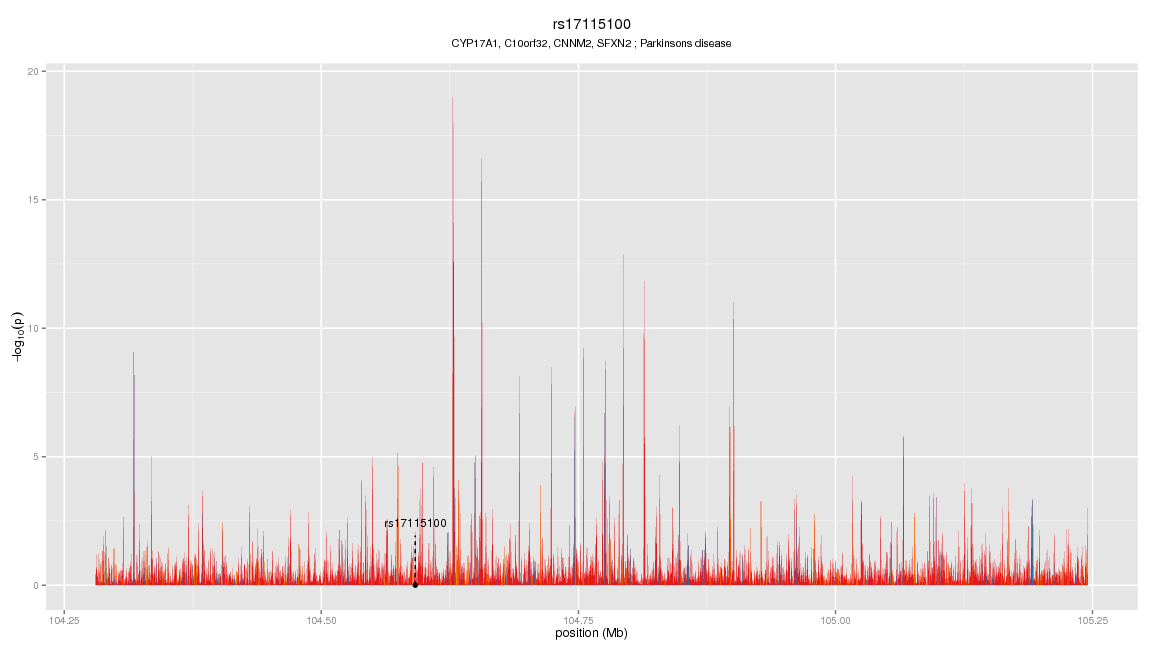 rs17115100
CYP17A1, C10orf32, CNNM2, SFXN2 ; Parkinsons disease
20
15
10
5
0
−log10(p)
rs17115100
104.25 104.50 104.75 105.00 105.25
position (Mb)